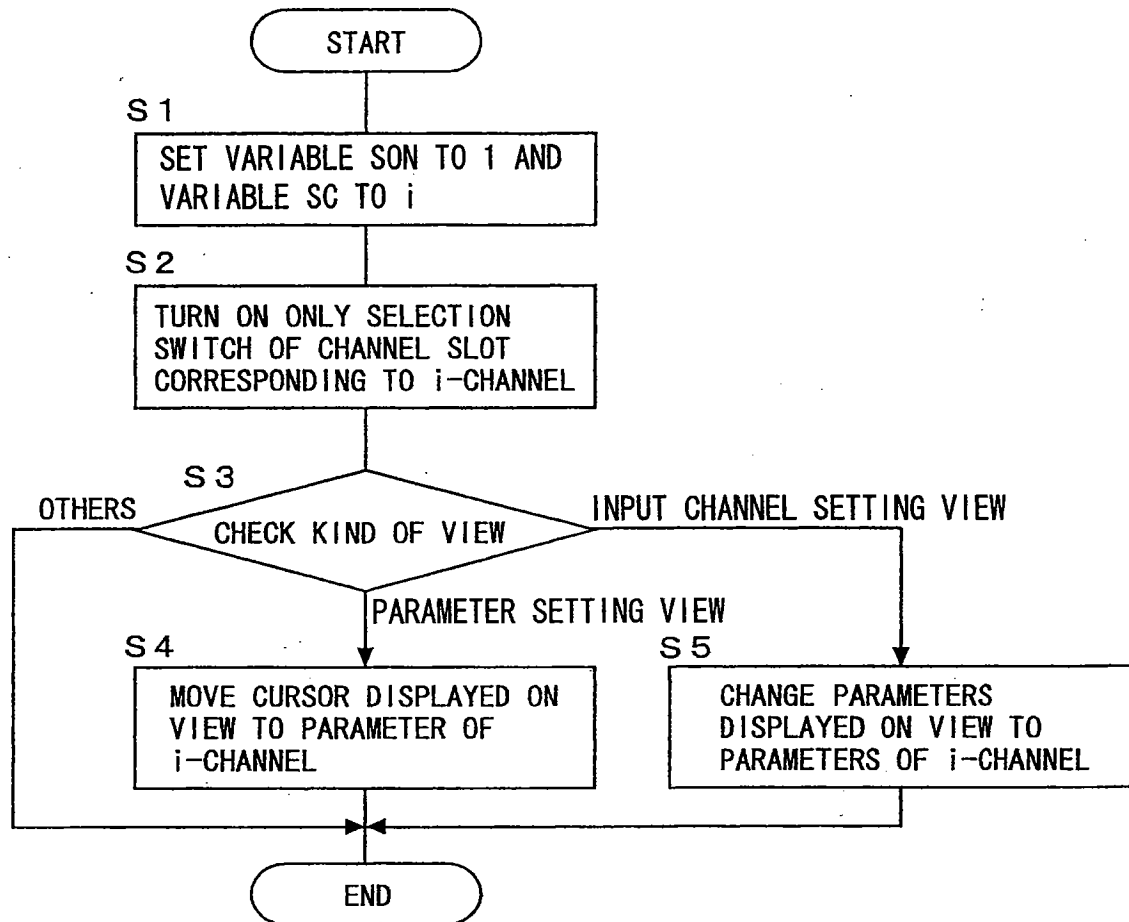 START
S1
SET VARIABLE SON TO 1 AND
VARIABLE SC TO i
S2
TURN ON ONLY SELECTION
SWITCH OF CHANNEL SLOT
CORRESPONDING TO i-CHANNEL
S3
OTHERS
CHECK KIND OF VIEW
INPUT CHANNEL SETTING VIEW
PARAMETER SETTING VIEW
S4
MOVE CURSOR DISPLAYED ON
VIEW TO PARAMETER OF
i-CHANNEL
S5
CHANGE PARAMETERS
DISPLAYED ON VIEW TO
PARAMETERS OF i-CHANNEL
END